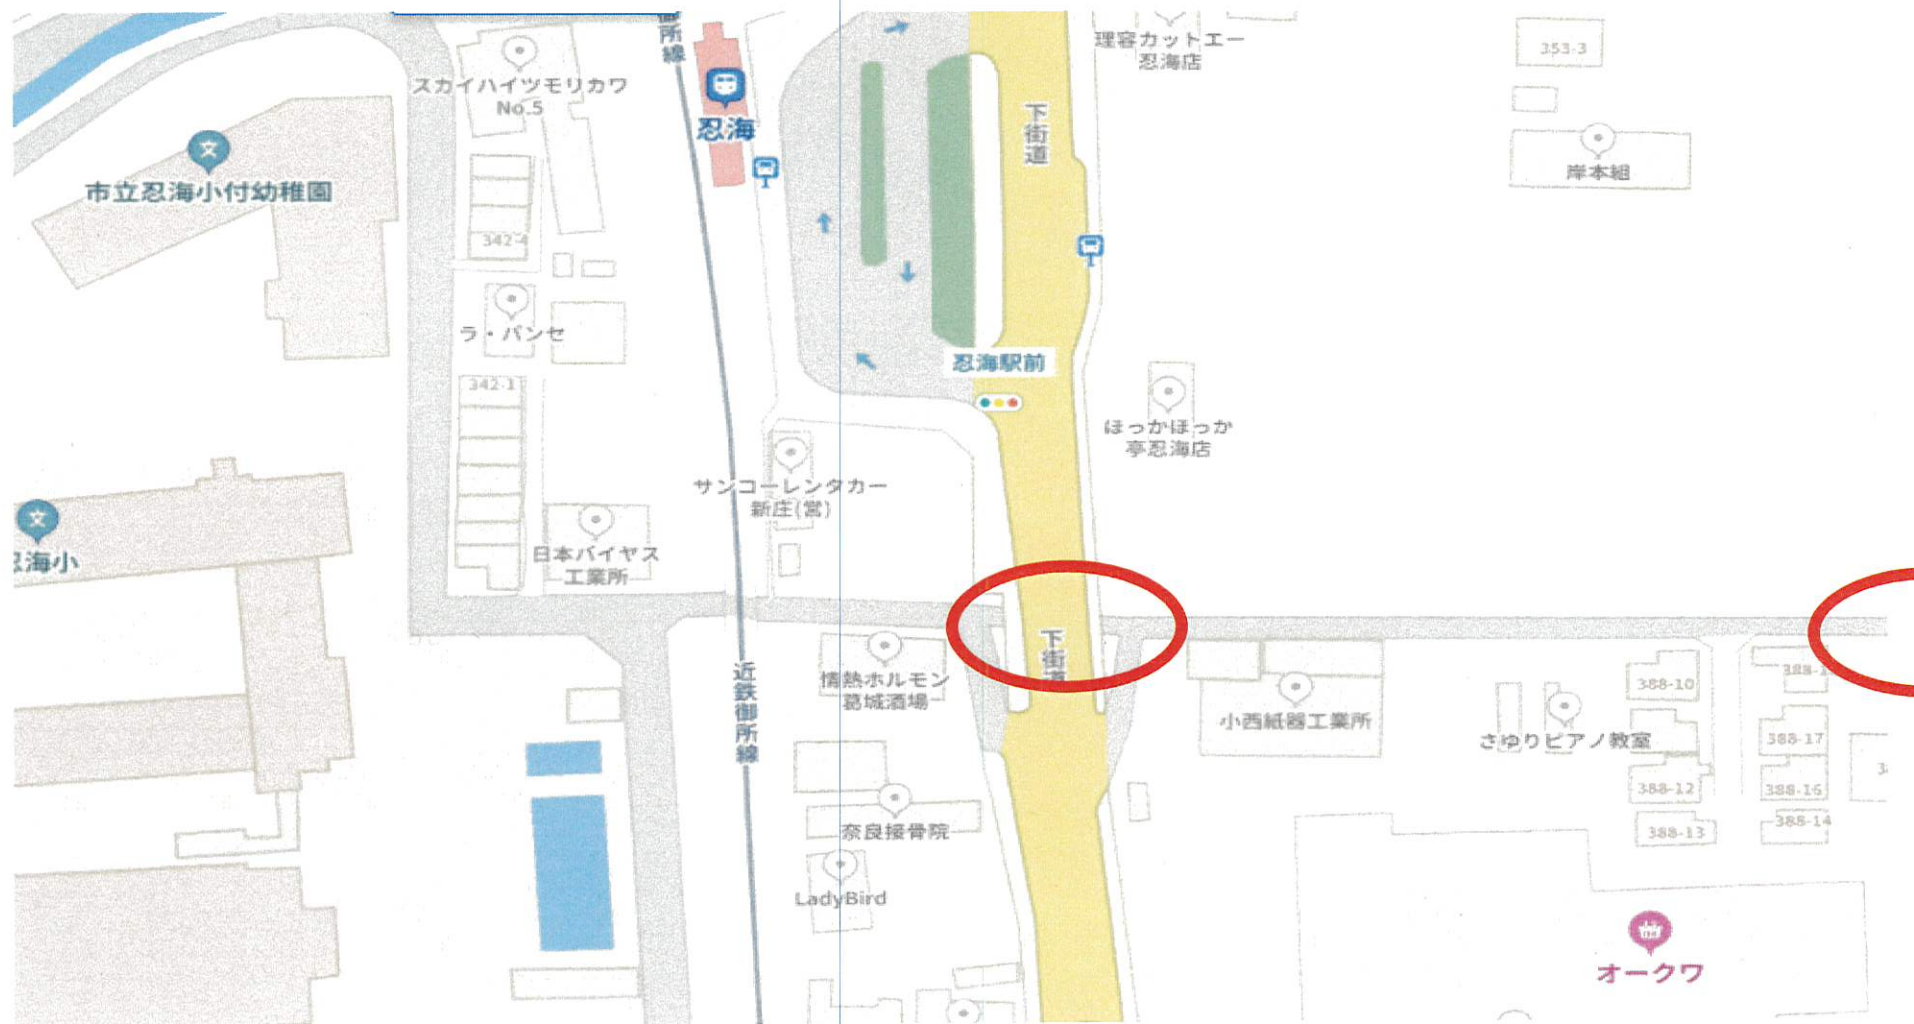 御所線
スカイハイツモリカワ
No.5
忍海
下街道
理容カットエー
忍海店
353-3
岸本組
文
市立忍海小付幼稚園
342-4
ラ・パンセ
342-1
忍海駅前
ほっかほっか
亭忍海店
サンコーレンタカー
新庄(営)
日本バイヤス
工業所
文
忍海小
近鉄御所線
情熱ホルモン
葛城酒場
下街道
小西紙器工業所
さゆりピアノ教室
388-10
388-1
388-17
388-12
388-16
388-13
388-14
奈良接骨院
LadyBird
オークワ